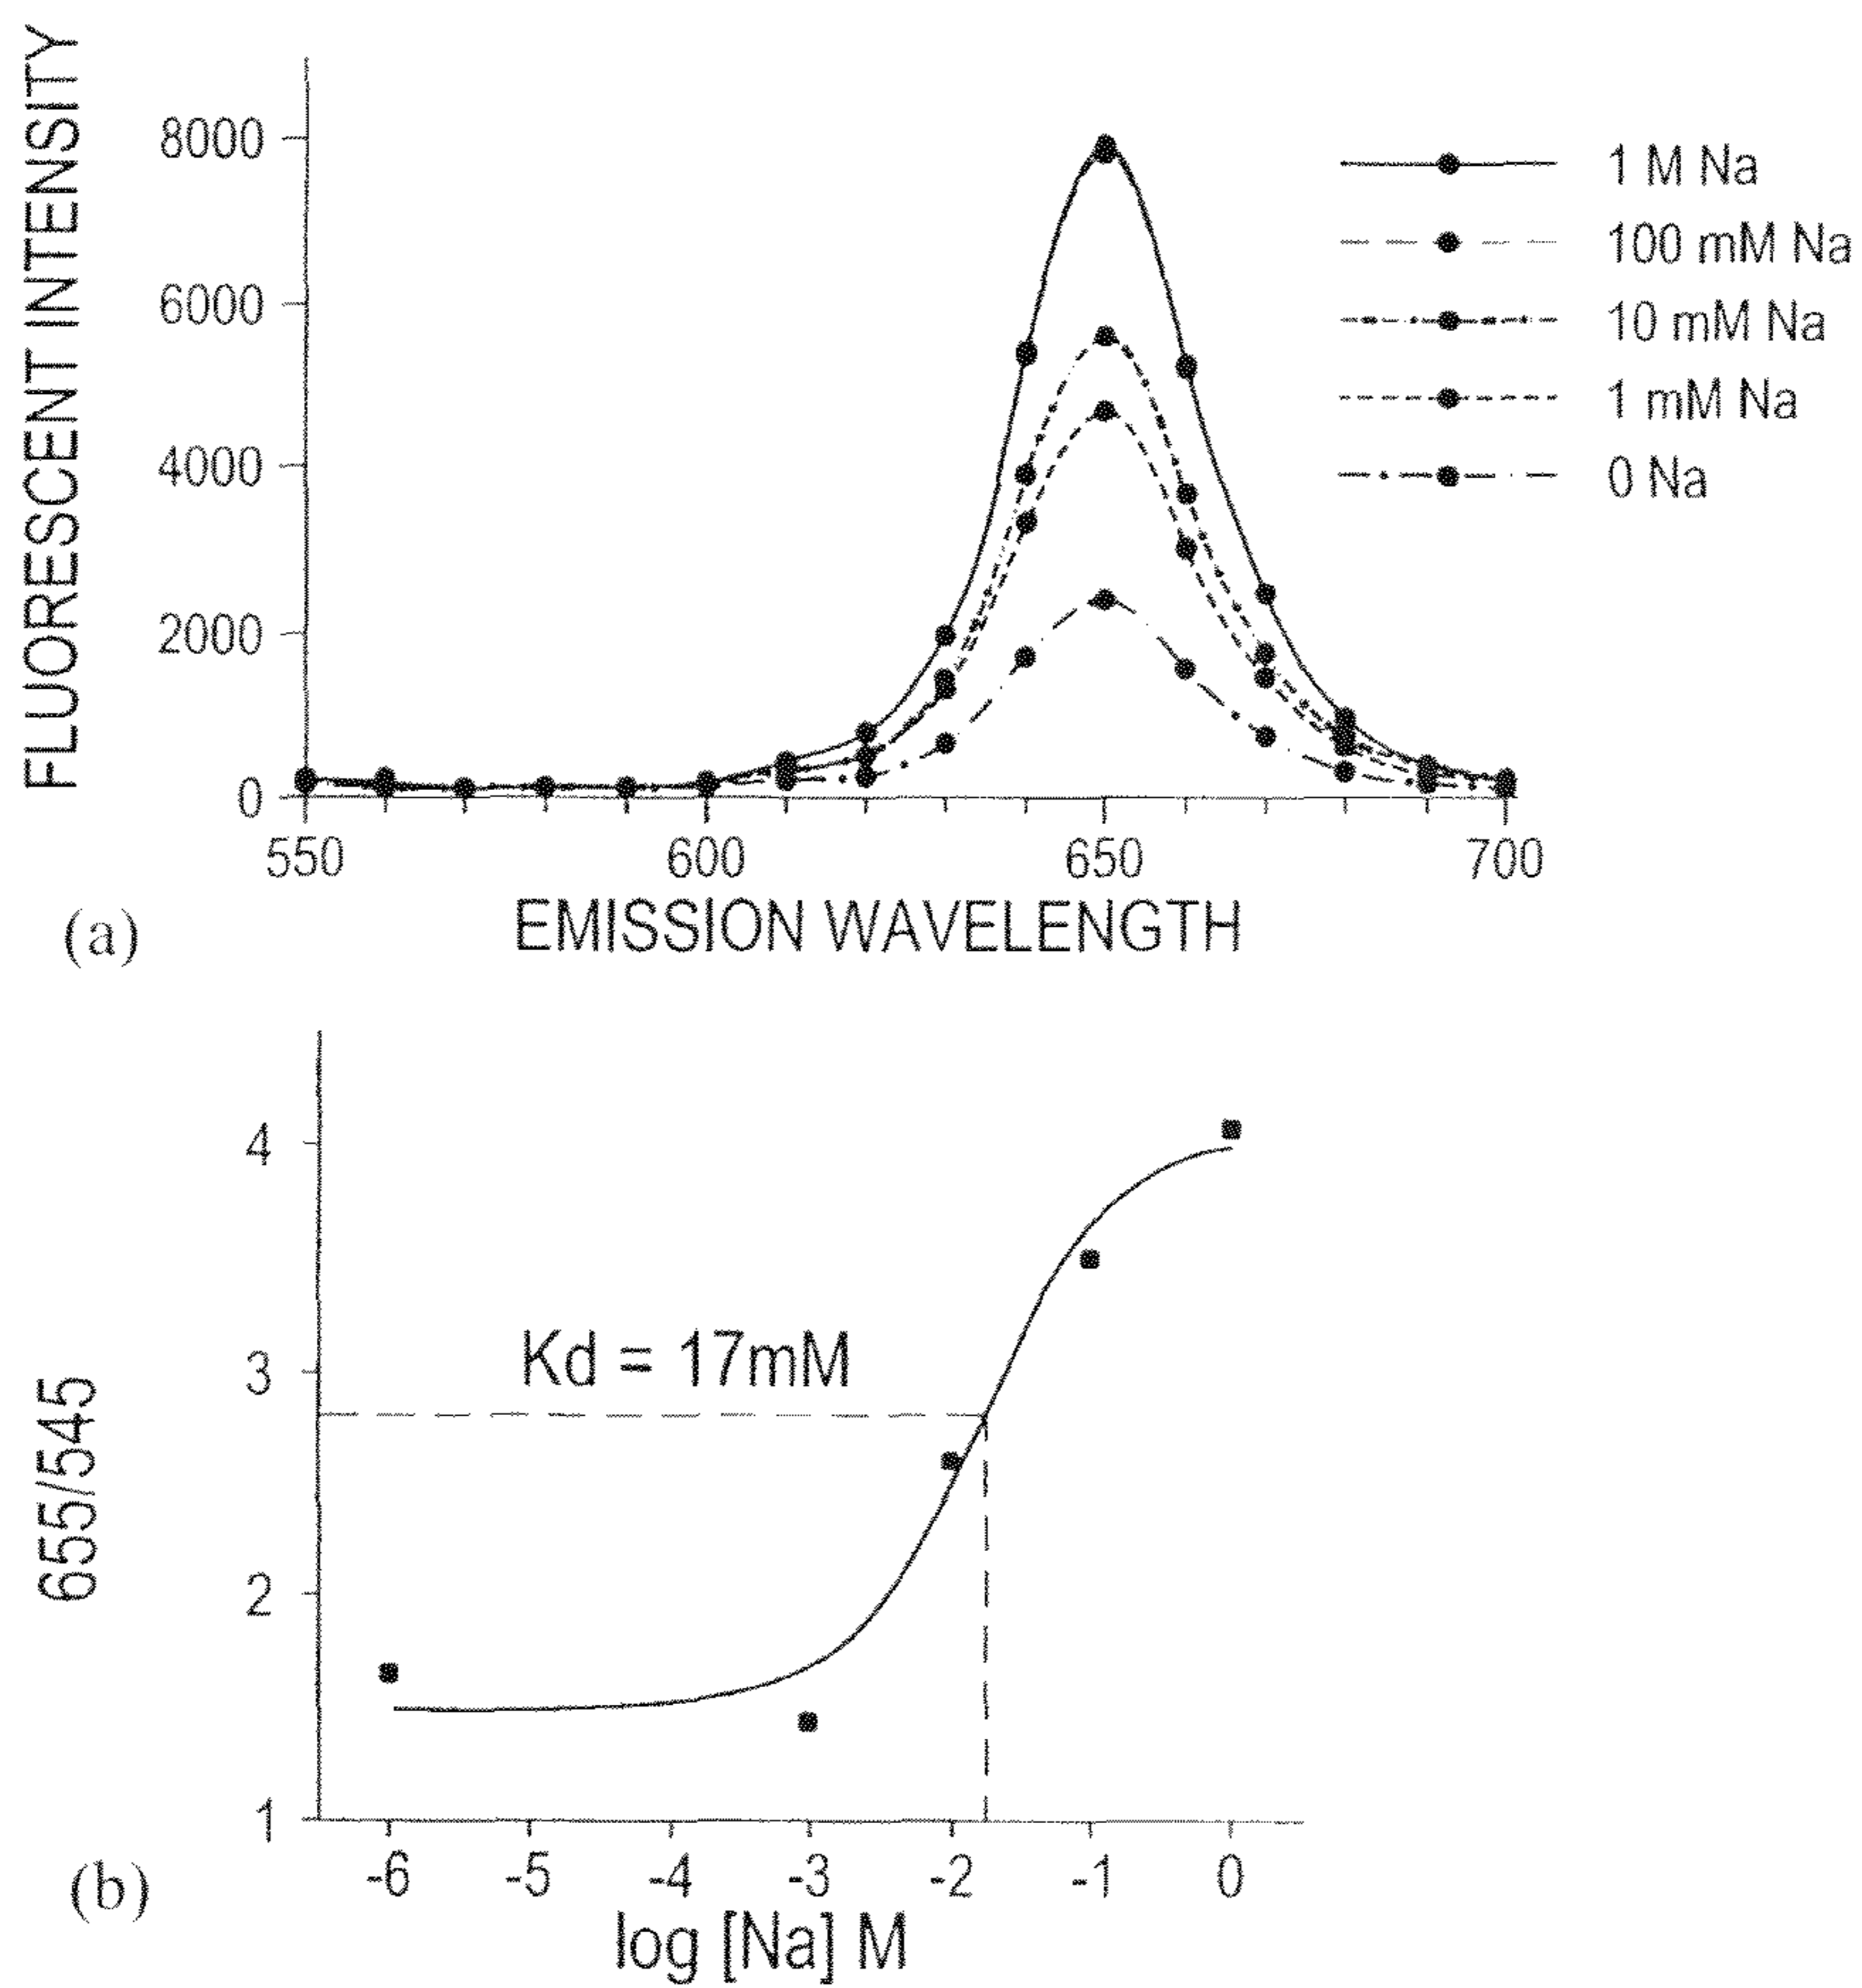 FLUORESCENT INTENSITY
8000
6000
4000
2000
0
550 600 650 700
EMISSION WAVELENGTH
1 M Na
100 mM Na
10 mM Na
1 mM Na
0 Na
(a)
655/545
4
3
2
1
Kd = 17mM
-6 -5 -4 -3 -2 -1 0
log [Na] M
(b)